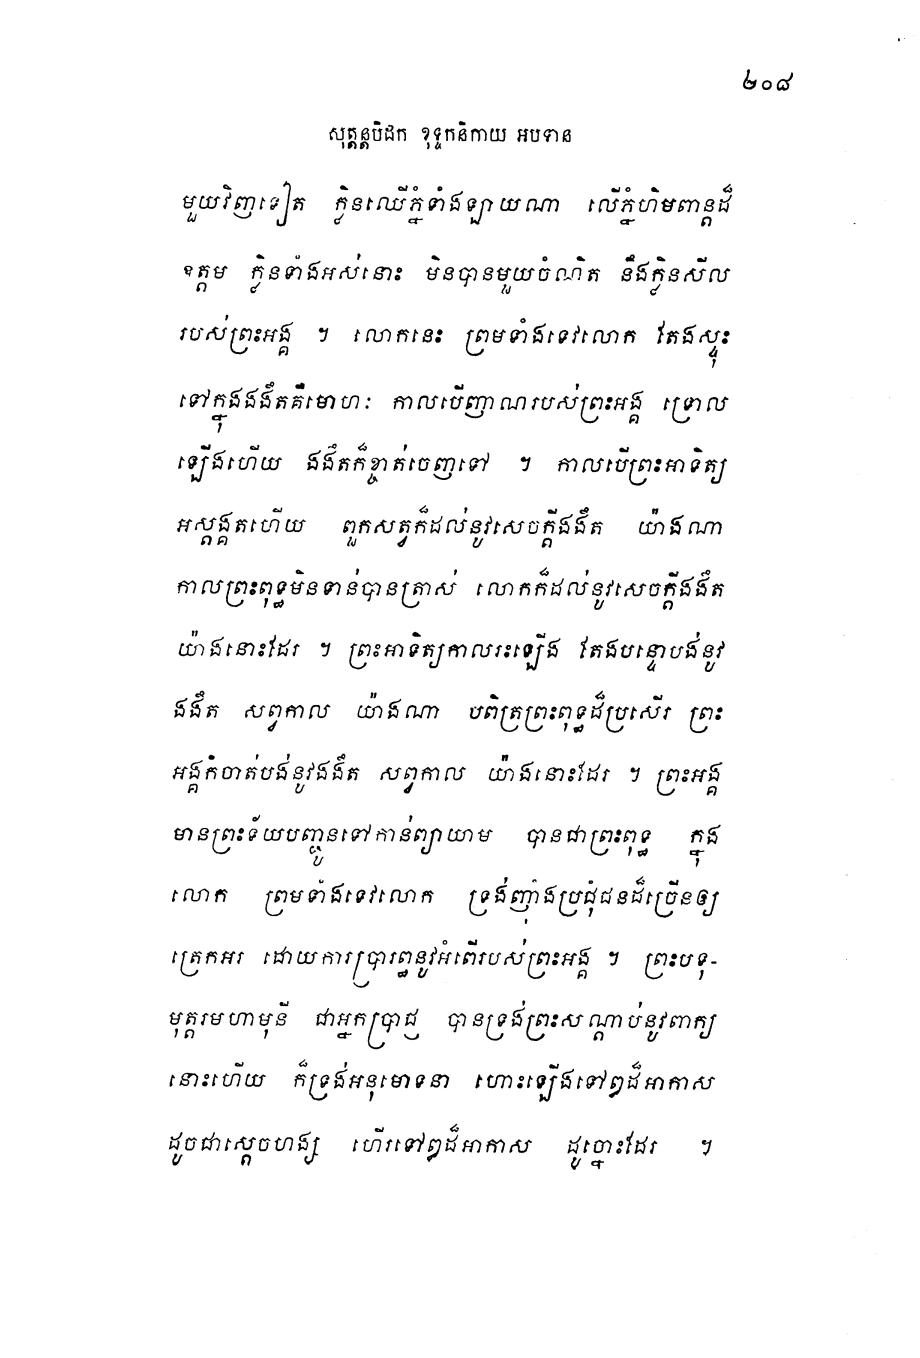 ២០៨
សុត្តន្តបិដក ខុទ្ទកនិកាយ អបទាន
មួយវិញទៀត ក្លិនឈើភ្នំទាំងឡាយណា លើភ្នំហិមពាន្តដ៏
ឧត្តម ក្លិនទាំងអស់នោះ មិនបានមួយចំណិត នឹងក្លិនសីល
របស់ព្រះអង្គ ។ លោកនេះ ព្រមទាំងទេវលោក តែងស្ទុះ
ទៅក្នុងងងឹតគឺមោហៈ កាលបើញាណរបស់ព្រះអង្គ ទ្រោល
ឡើងហើយ ងងឹតក៏ខ្ចាត់ចេញទៅ ។ កាលបើព្រះអាទិត្យ
អស្តង្គតហើយ ពួកសត្វក៏ដល់នូវសេចក្តីងងឹត យ៉ាងណា
កាលព្រះពុទ្ធមិនទាន់បានត្រាស់ លោកក៏ដល់នូវសេចក្តីងងឹត
យ៉ាងនោះដែរ ។ ព្រះអាទិត្យកាលរះឡើង តែងបន្ទោបង់នូវ
ងងឹត សព្វកាល យ៉ាងណា បពិត្រព្រះពុទ្ធដ៏ប្រសើរ ព្រះ
អង្គកំចាត់បង់នូវងងឹត សព្វកាល យ៉ាងនោះដែរ ។ ព្រះអង្គ
មានព្រះទ័យបញ្ជូនទៅកាន់ព្យាយាម បានជាព្រះពុទ្ធ ក្នុង
លោក ព្រមទាំងទេវលោក ទ្រង់ញ៉ាំងប្រជុំជនដ៏ច្រើនឲ្យ
ត្រេកអរ ដោយការប្រារព្ធនូវអំពើរបស់ព្រះអង្គ ។ ព្រះបទុ-
មុត្តរមហាមុនី ជាអ្នកប្រាជ្ញ បានទ្រង់ព្រះសណ្តាប់នូវពាក្យ
នោះហើយ ក៏ទ្រង់អនុមោទនា ហោះឡើងទៅឰដ៏អាកាស
ដូចជាស្តេចហង្ស ហើរទៅឰដ៏អាកាស ដូច្នោះដែរ ។